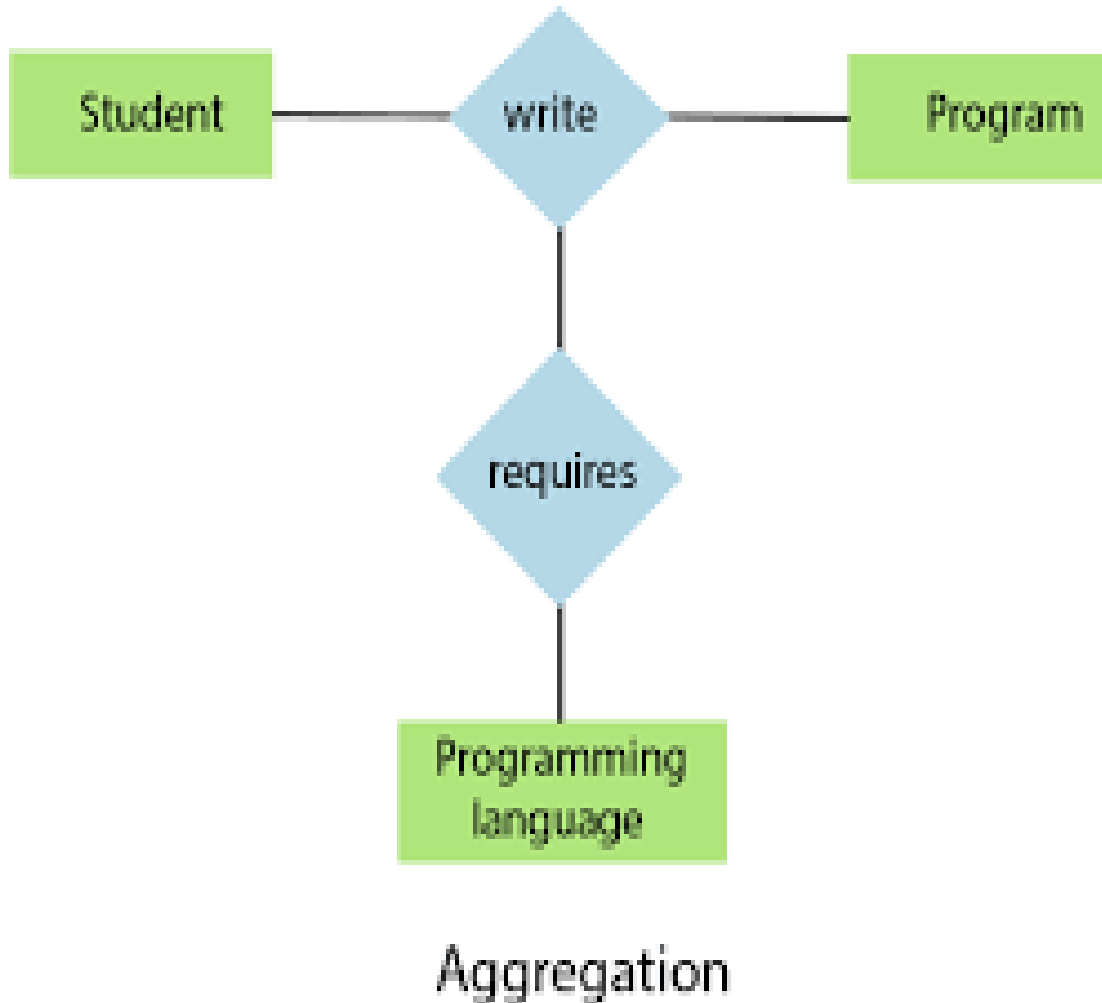 Student
write
Program
requires
Programming
language
Aggregation